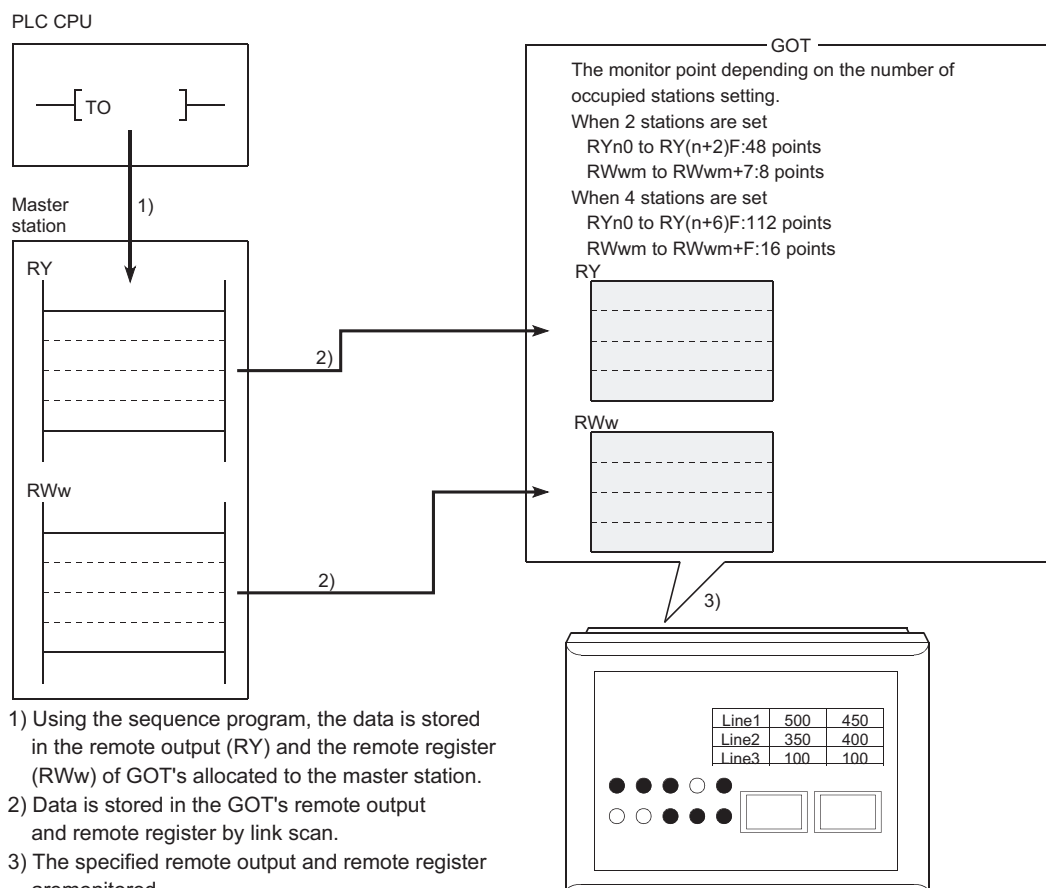 PLC CPU
TO
1)
Master
station
RY
2)
RWw
2)
GOT
The monitor point depending on the number of
occupied stations setting.
When 2 stations are set
RYn0 to RY(n+2)F:48 points
RWwm to RWwm+7:8 points
When 4 stations are set
RYn0 to RY(n+6)F:112 points
RWwm to RWwm+F:16 points
RY
RWw
3)
Line1 500 450
Line2 350 400
Line3 100 100
1) Using the sequence program, the data is stored
in the remote output (RY) and the remote register
(RWw) of GOT's allocated to the master station.
2) Data is stored in the GOT's remote output
and remote register by link scan.
3) The specified remote output and remote register
aremonitored